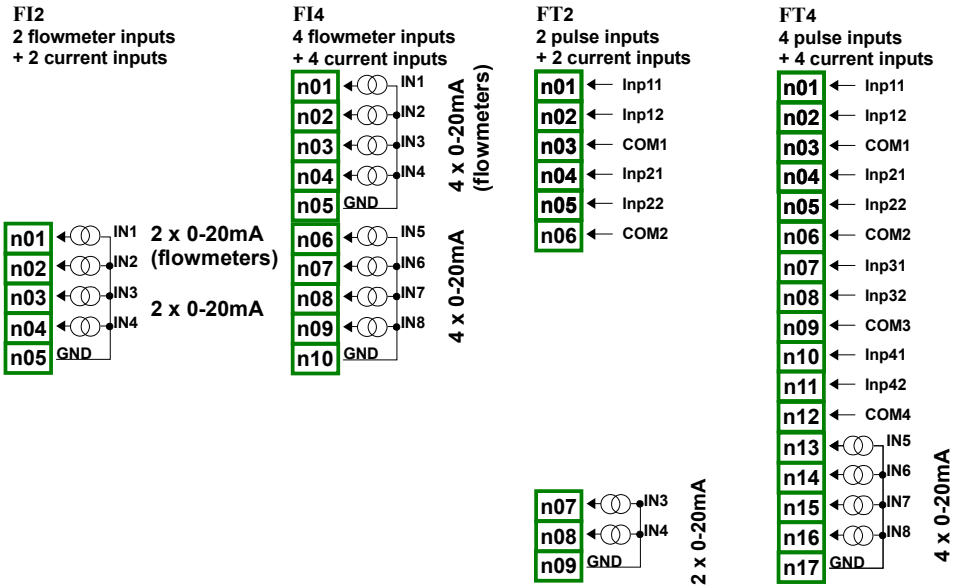 FI2
2 flowmeter inputs
+ 2 current inputs
n01 IN1
n02 IN2
n03 IN3
n04 IN4
n05 GND
2 x 0-20mA
(flowmeters)
2 x 0-20mA
FI4
4 flowmeter inputs
+ 4 current inputs
n01 IN1
n02 IN2
n03 IN3
n04 IN4
n05 GND
4 x 0-20mA
(flowmeters)
n06 IN5
n07 IN6
n08 IN7
n09 IN8
n10 GND
4 x 0-20mA
FT2
2 pulse inputs
+ 2 current inputs
n01 Inp11
n02 Inp12
n03 COM1
n04 Inp21
n05 Inp22
n06 COM2
n07 IN3
n08 IN4
n09 GND
2 x 0-20mA
FT4
4 pulse inputs
+ 4 current inputs
n01 Inp11
n02 Inp12
n03 COM1
n04 Inp21
n05 Inp22
n06 COM2
n07 Inp31
n08 Inp32
n09 COM3
n10 Inp41
n11 Inp42
n12 COM4
n13 IN5
n14 IN6
n15 IN7
n16 IN8
n17 GND
4 x 0-20mA